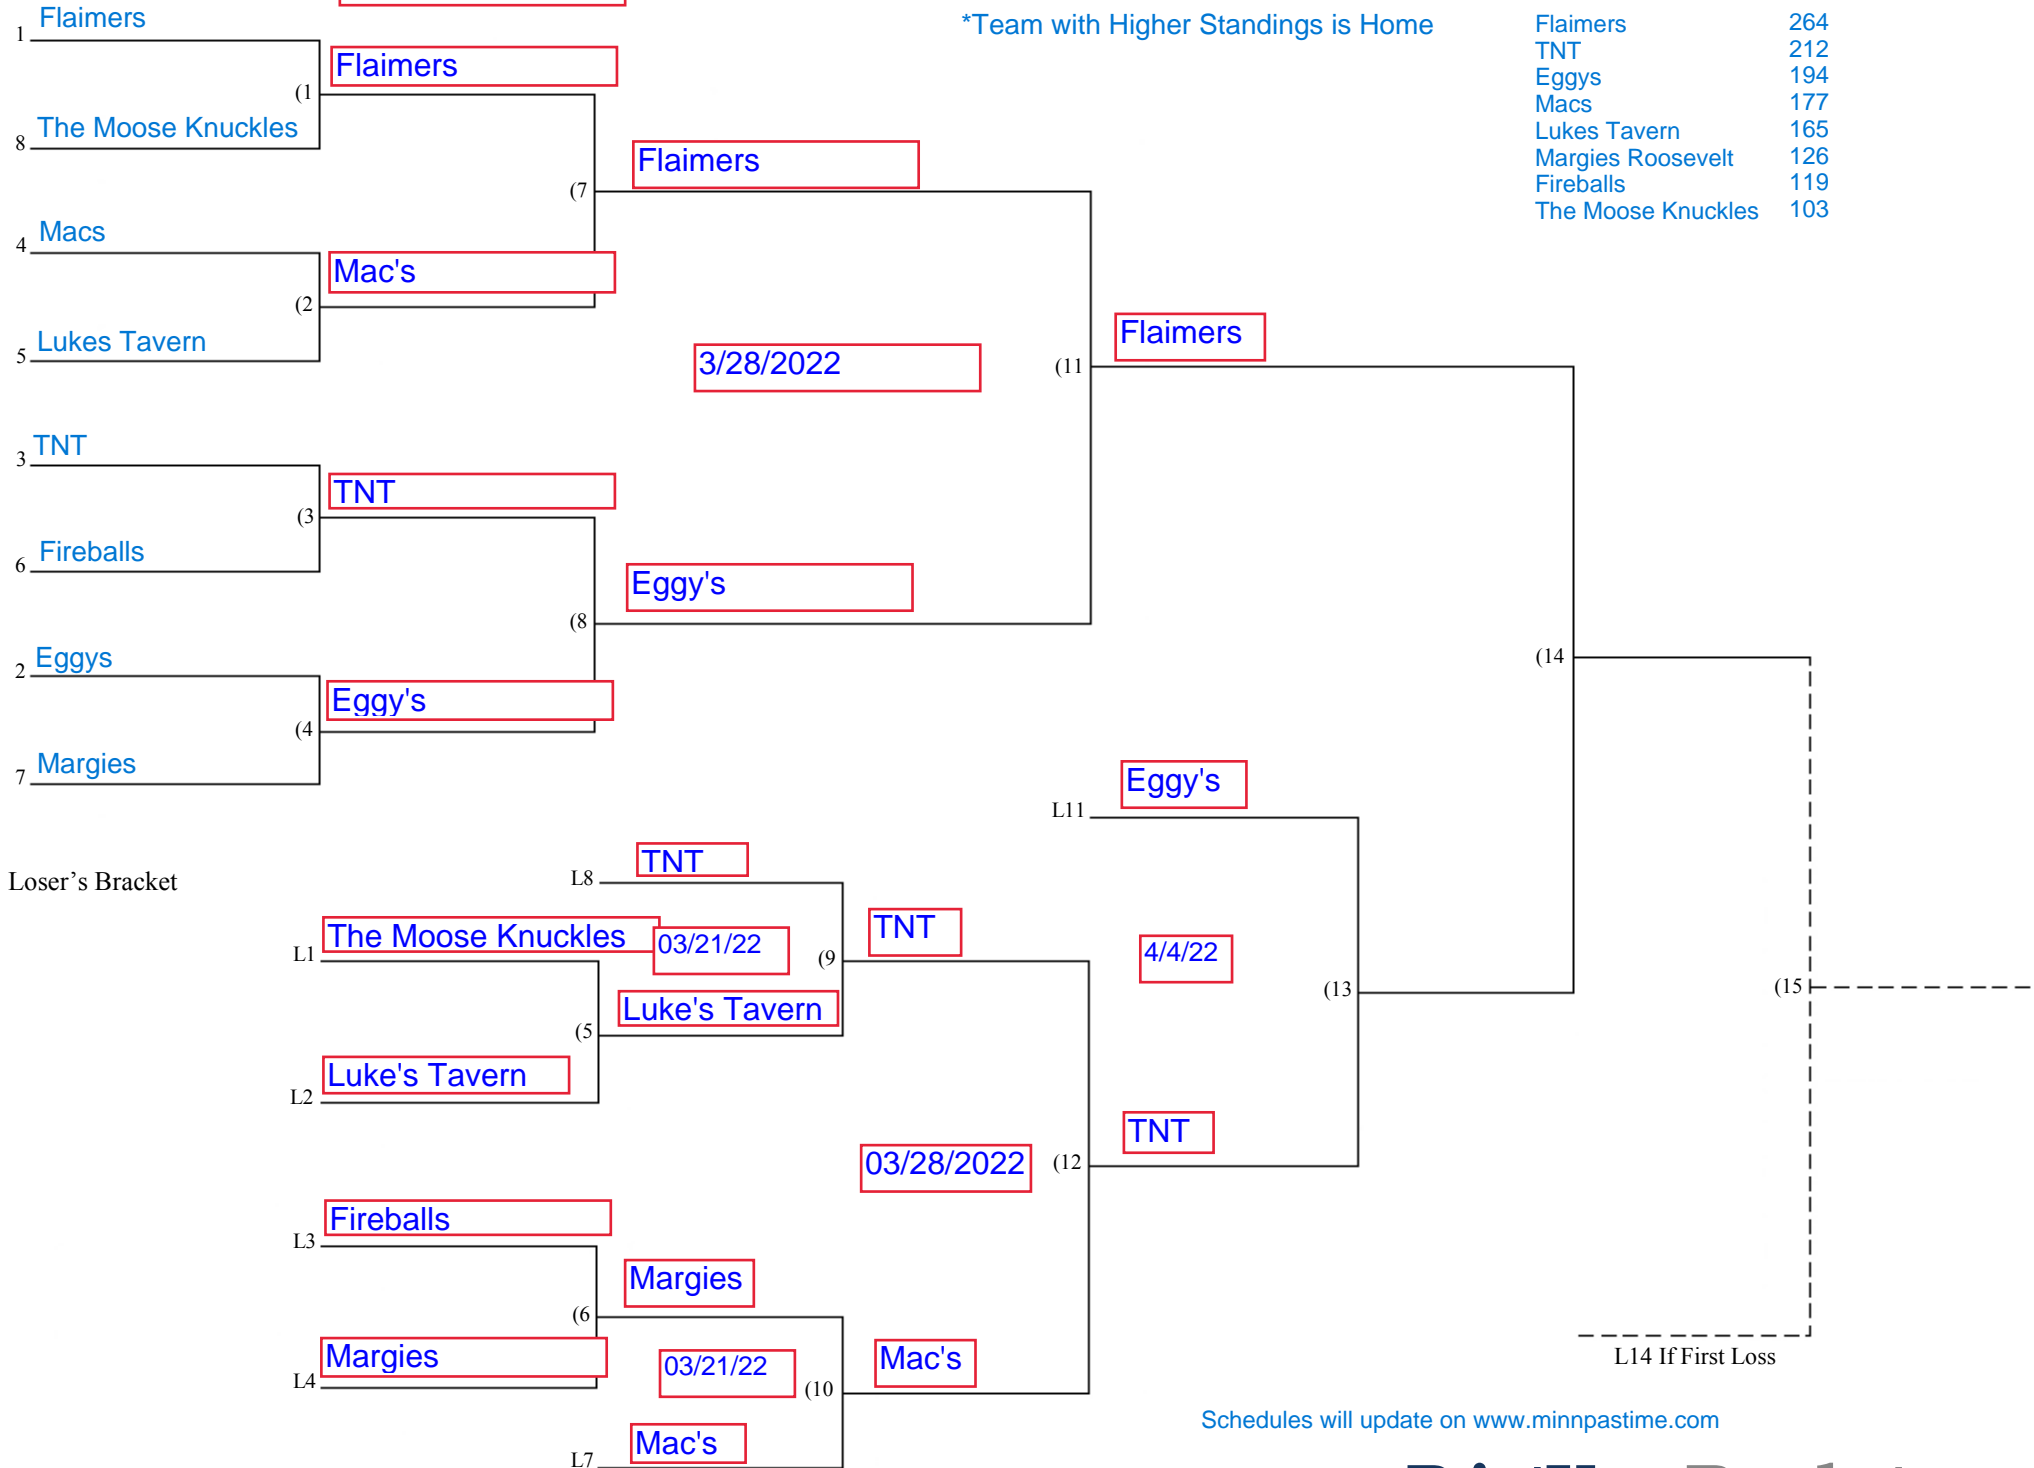 Flaimers
1
Flaimers
(1
The Moose Knuckles
8
Flaimers
(7
Macs
4
Mac's
(2
Lukes Tavern
5
3/28/2022
Flaimers
(11
TNT
3
TNT
(3
Fireballs
6
Eggy's
(8
Eggys
2
Eggy's
(4
Margies
7
(14
*Team with Higher Standings is Home
Flaimers 264
TNT 212
Eggys 194
Macs 177
Lukes Tavern 165
Margies Roosevelt 126
Fireballs 119
The Moose Knuckles 103
Eggy's
L11
Loser's Bracket
TNT
L8
The Moose Knuckles
L1
03/21/22
(9
TNT
4/4/22
(13
(15
Luke's Tavern
(5
Luke's Tavern
L2
TNT
03/28/2022
(12
Fireballs
L3
Margies
(6
Margies
L4
03/21/22
(10
Mac's
Mac's
L7
L14 If First Loss
Schedules will update on www.minnpastime.com